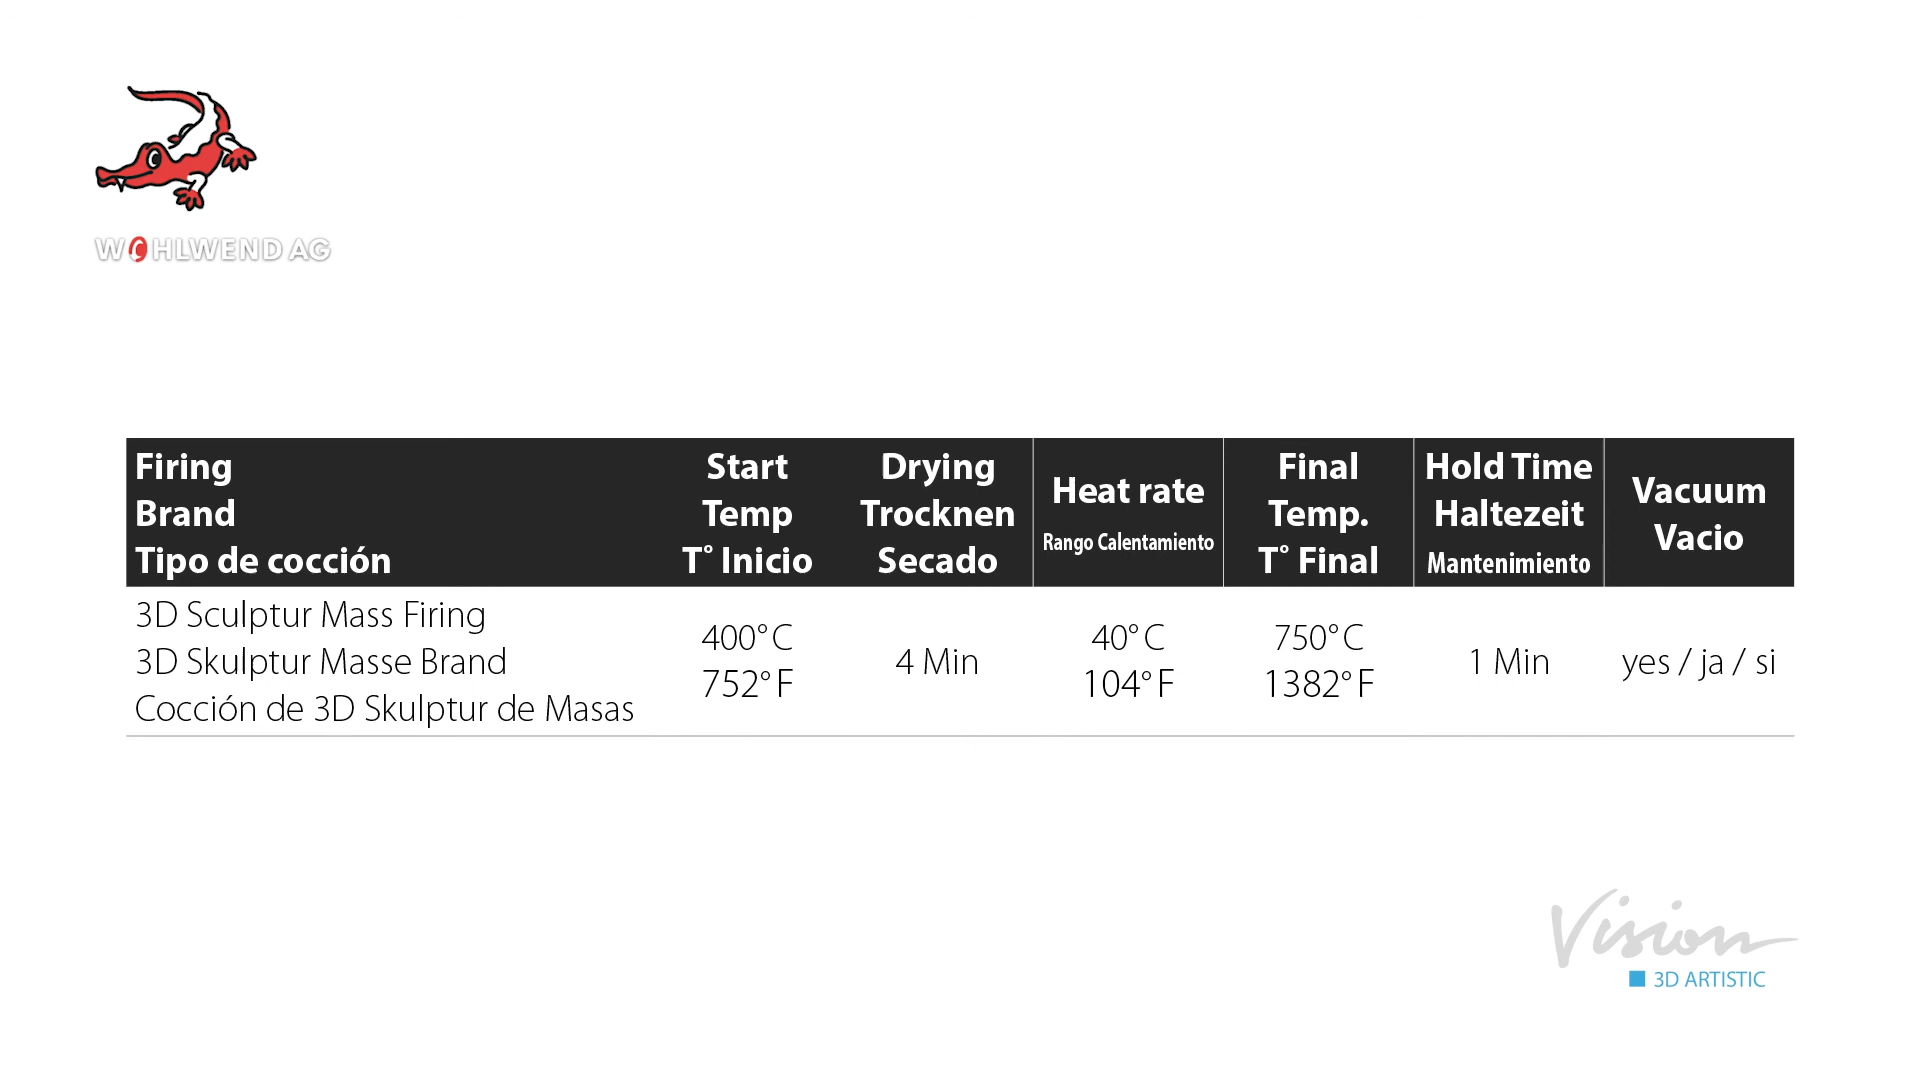 WOHLWEND AG
Firing
Brand
Tipo de cocción
Start
Temp
T° Inicio
Drying
Trocknen
Secado
Heat rate
Rango Calentamiento
Final
Temp.
T° Final
Hold Time
Haltezeit
Mantenimiento
Vacuum
Vacio
3D Sculptur Mass Firing
3D Skulptur Masse Brand
Cocción de 3D Skulptur de Masas
400° C
752° F
4 Min
40° C
104° F
750° C
1382° F
1 Min
yes / ja / si
Vision
3D ARTISTIC